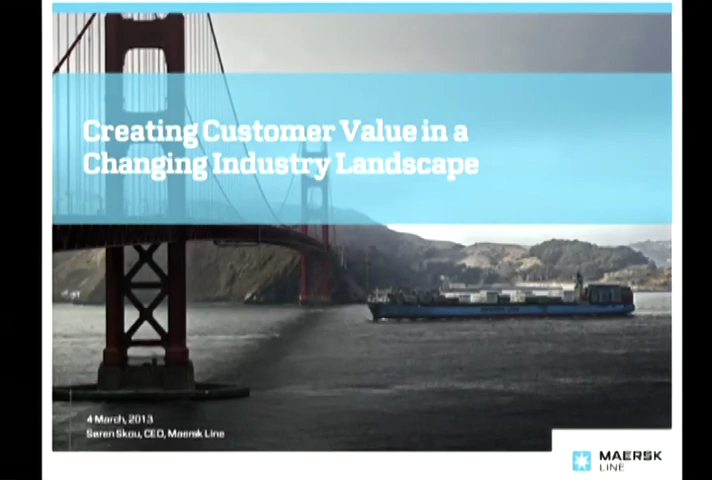 Creating Customer Value in a
Changing Industry Landscape
4 March, 2013
Søren Skou, CEO, Maersk Line
MAERSK
LINE